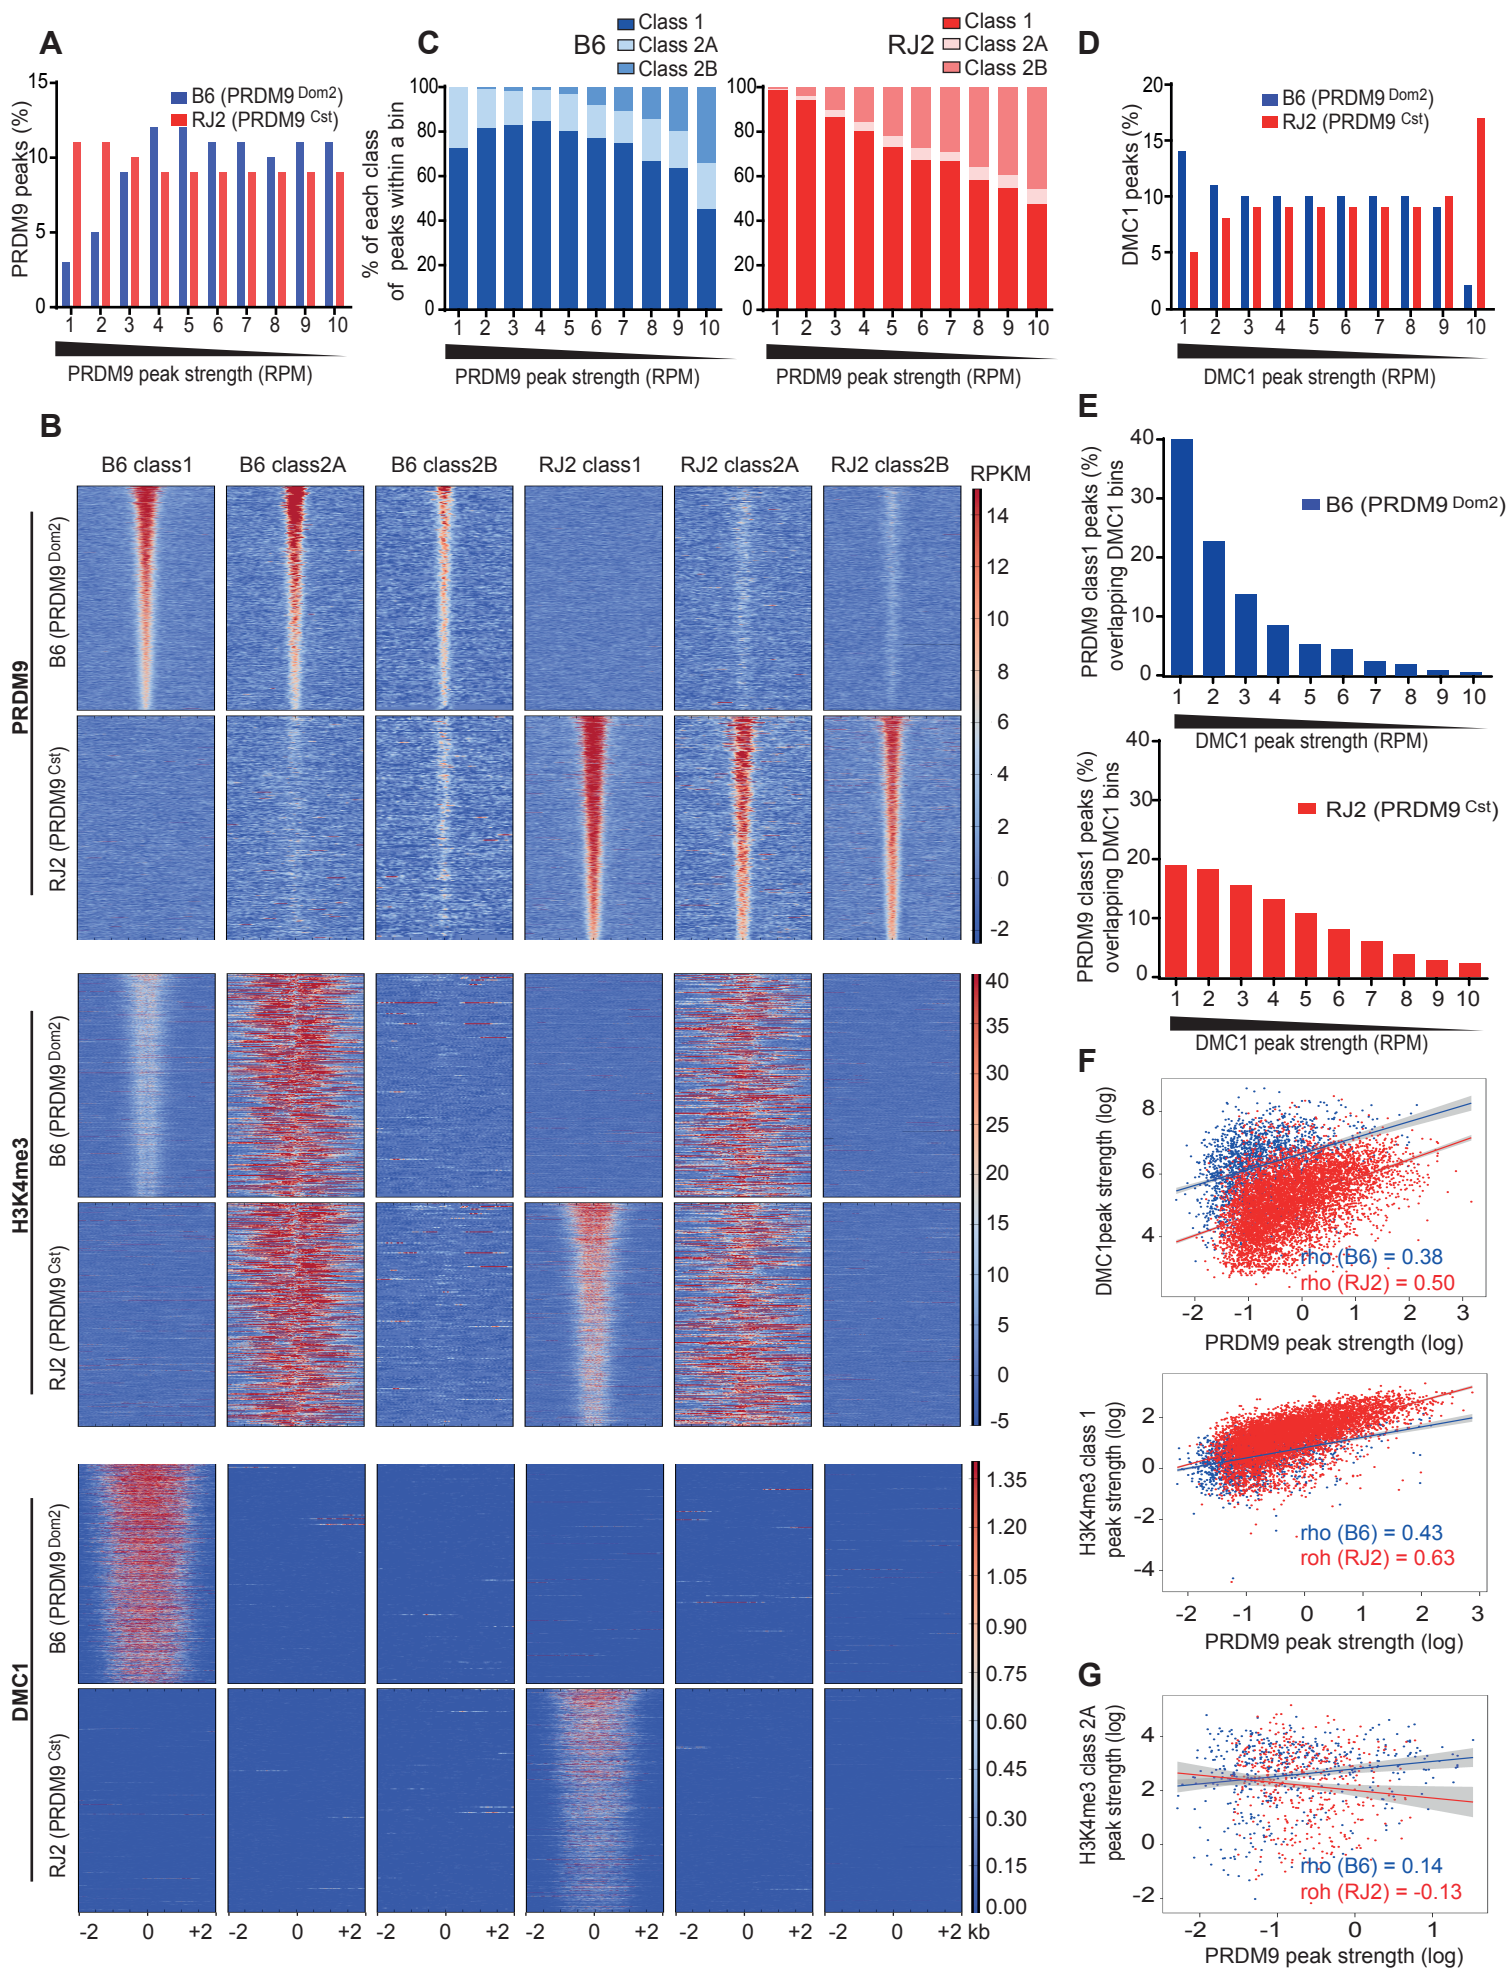 A
15
10
5
0
PRDM9 peaks (%)
B6 (PRDM9 Dom2)
RJ2 (PRDM9 Cst)
1 2 3 4 5 6 7 8 9 10
PRDM9 peak strength (RPM)
C
B6
Class 1
Class 2A
Class 2B
RJ2
Class 1
Class 2A
Class 2B
% of each class
of peaks within a bin
100
80
60
40
20
0
1 2 3 4 5 6 7 8 9 10
PRDM9 peak strength (RPM)
100
80
60
40
20
0
1 2 3 4 5 6 7 8 9 10
PRDM9 peak strength (RPM)
D
20
15
10
5
0
DMC1 peaks (%)
B6 (PRDM9 Dom2)
RJ2 (PRDM9 Cst)
1 2 3 4 5 6 7 8 9 10
DMC1 peak strength (RPM)
B
B6 class1 B6 class2A B6 class2B RJ2 class1 RJ2 class2A RJ2 class2B
RPKM
PRDM9
B6 (PRDM9 Dom2)
RJ2 (PRDM9 Cst)
14
12
10
8
6
4
2
0
-2
H3K4me3
B6 (PRDM9 Dom2)
RJ2 (PRDM9 Cst)
40
35
30
25
20
15
10
5
0
-5
DMC1
B6 (PRDM9 Dom2)
RJ2 (PRDM9 Cst)
1.35
1.20
1.05
0.90
0.75
0.60
0.45
0.30
0.15
0.00
-2 0 +2 -2 0 +2 -2 0 +2 -2 0 +2 -2 0 +2 -2 0 +2 kb
E
PRDM9 class1 peaks (%)
overlapping DMC1 bins
40
30
20
10
0
B6 (PRDM9 Dom2)
1 2 3 4 5 6 7 8 9 10
DMC1 peak strength (RPM)
PRDM9 class1 peaks (%)
overlapping DMC1 bins
40
30
20
10
0
RJ2 (PRDM9 Cst)
1 2 3 4 5 6 7 8 9 10
DMC1 peak strength (RPM)
F
DMC1peak strength (log)
8
6
4
rho (B6) = 0.38
rho (RJ2) = 0.50
-2 -1 0 1 2 3
PRDM9 peak strength (log)
H3K4me3 class 1
peak strength (log)
2
0
-2
-4
rho (B6) = 0.43
roh (RJ2) = 0.63
-2 -1 0 1 2 3
PRDM9 peak strength (log)
G
H3K4me3 class 2A
peak strength (log)
4
2
0
-2
rho (B6) = 0.14
roh (RJ2) = -0.13
-2 -1 0 1
PRDM9 peak strength (log)